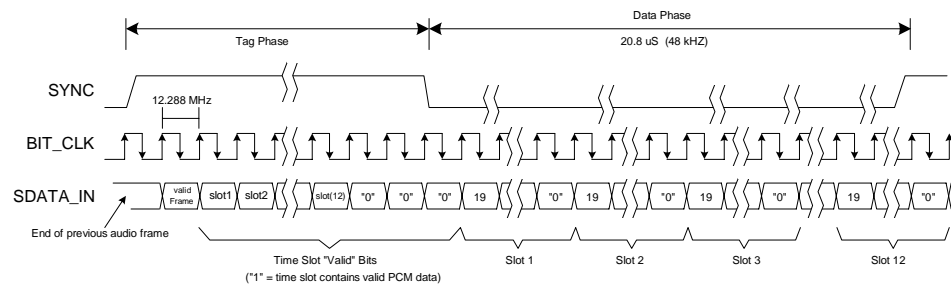 Data Phase
Tag Phase
20.8 uS (48 kHZ)
SYNC
12.288 MHz
BIT_CLK
SDATA_IN
valid Frame
slot1
slot2
slot(12)
"0"
"0"
"0"
19
"0"
19
"0"
19
"0"
19
"0"
End of previous audio frame
Time Slot "Valid" Bits
Slot 1
Slot 2
Slot 3
Slot 12
("1" = time slot contains valid PCM data)